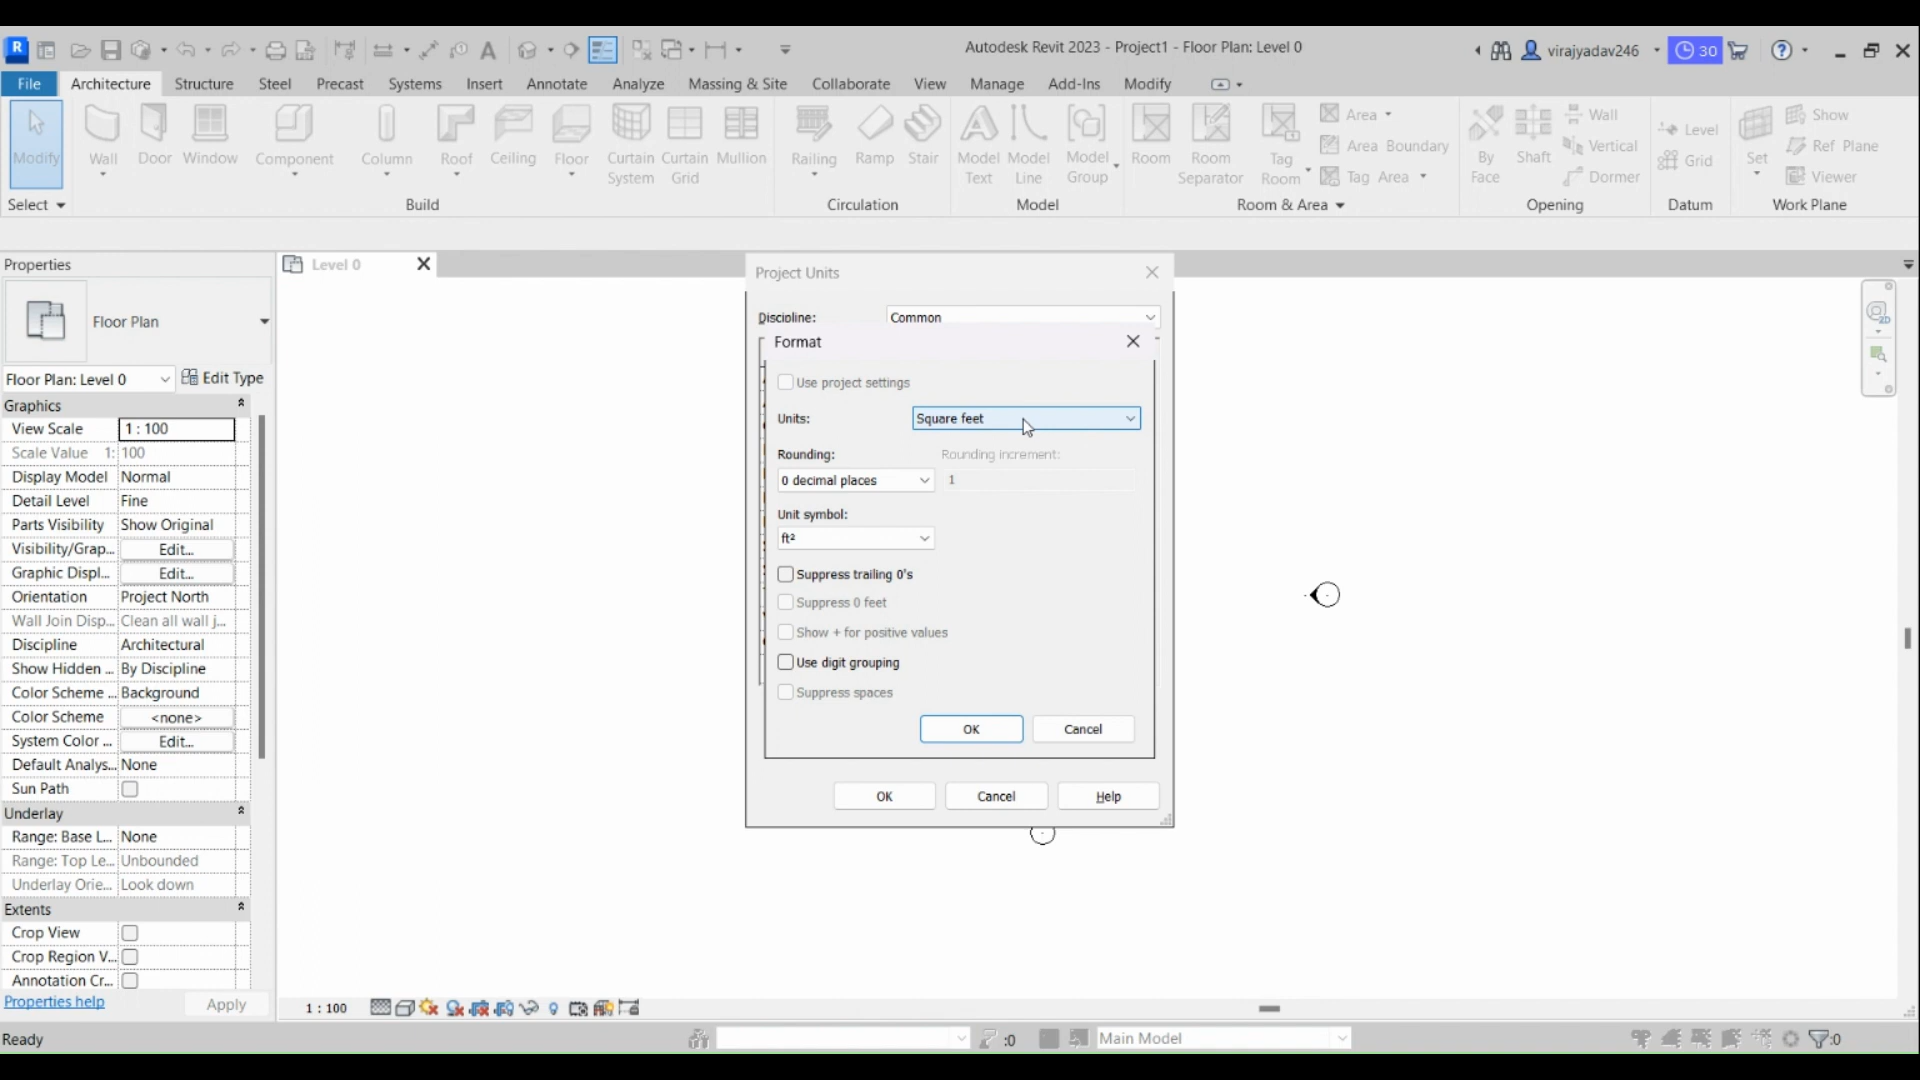 R
A
Autodesk Revit 2023 - Project1 - Floor Plan: Level 0
virajyadav246
30
?
File Architecture Structure Steel Precast Systems Insert Annotate Analyze Massing & Site Collaborate View Manage Add-Ins Modify
Modify
Wall
Door
Window
Component
Column
Roof
Ceiling
Floor
Curtain System
Curtain Grid
Mullion
Railing
Ramp
Stair
Model Text
Model Line
Model Group
Room
Room Separator
Tag Room
Area
Area Boundary
Tag Area
By Face
Shaft
Wall
Vertical
Dormer
Level
Grid
Set
Show
Ref Plane
Viewer
Select
Build
Circulation
Model
Room & Area
Opening
Datum
Work Plane
Properties
Floor Plan
Floor Plan: Level 0
Edit Type
Graphics
View Scale 1 : 100
Scale Value 1: 100
Display Model Normal
Detail Level Fine
Parts Visibility Show Original
Visibility/Grap... Edit...
Graphic Displ... Edit...
Orientation Project North
Wall Join Disp... Clean all wall j...
Discipline Architectural
Show Hidden ... By Discipline
Color Scheme ... Background
Color Scheme <none>
System Color ... Edit...
Default Analys... None
Sun Path
Underlay
Range: Base L... None
Range: Top Le... Unbounded
Underlay Orie... Look down
Extents
Crop View
Crop Region V...
Annotation Cr...
Properties help
Apply
Level 0
Project Units
Discipline: Common
Format
Use project settings
Units: Square feet
Rounding: Rounding increment:
0 decimal places 1
Unit symbol:
ft²
Suppress trailing 0's
Suppress 0 feet
Show + for positive values
Use digit grouping
Suppress spaces
OK Cancel
OK Cancel Help
2D
1 : 100
Ready
:0
Main Model
:0